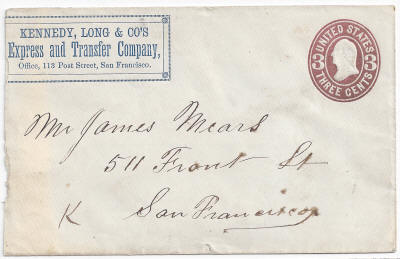 KENNEDY, LONG & CO'S
Express and Transfer Company,
Office, 113 Post Street, San Francisco.
UNITED STATES
3 3
THREE CENTS
Mr James Mears
511 Front St
K San Francisco